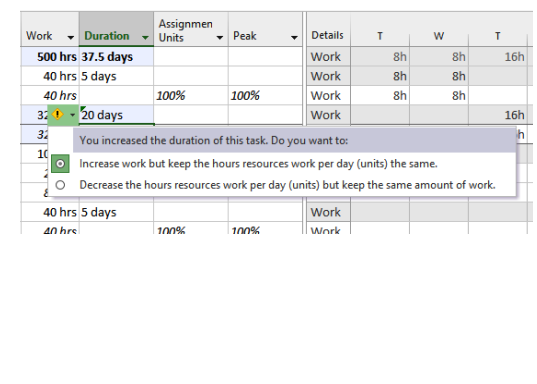 Work Duration Assignmen Units Peak Details T W T
500 hrs 37.5 days Work 8h 8h 16h
40 hrs 5 days Work 8h 8h
40 hrs 100% 100% Work 8h 8h
20 days Work 16h
You increased the duration of this task. Do you want to:
Increase work but keep the hours resources work per day (units) the same.
Decrease the hours resources work per day (units) but keep the same amount of work.
40 hrs 5 days Work
40 hrs 100% 100% Work